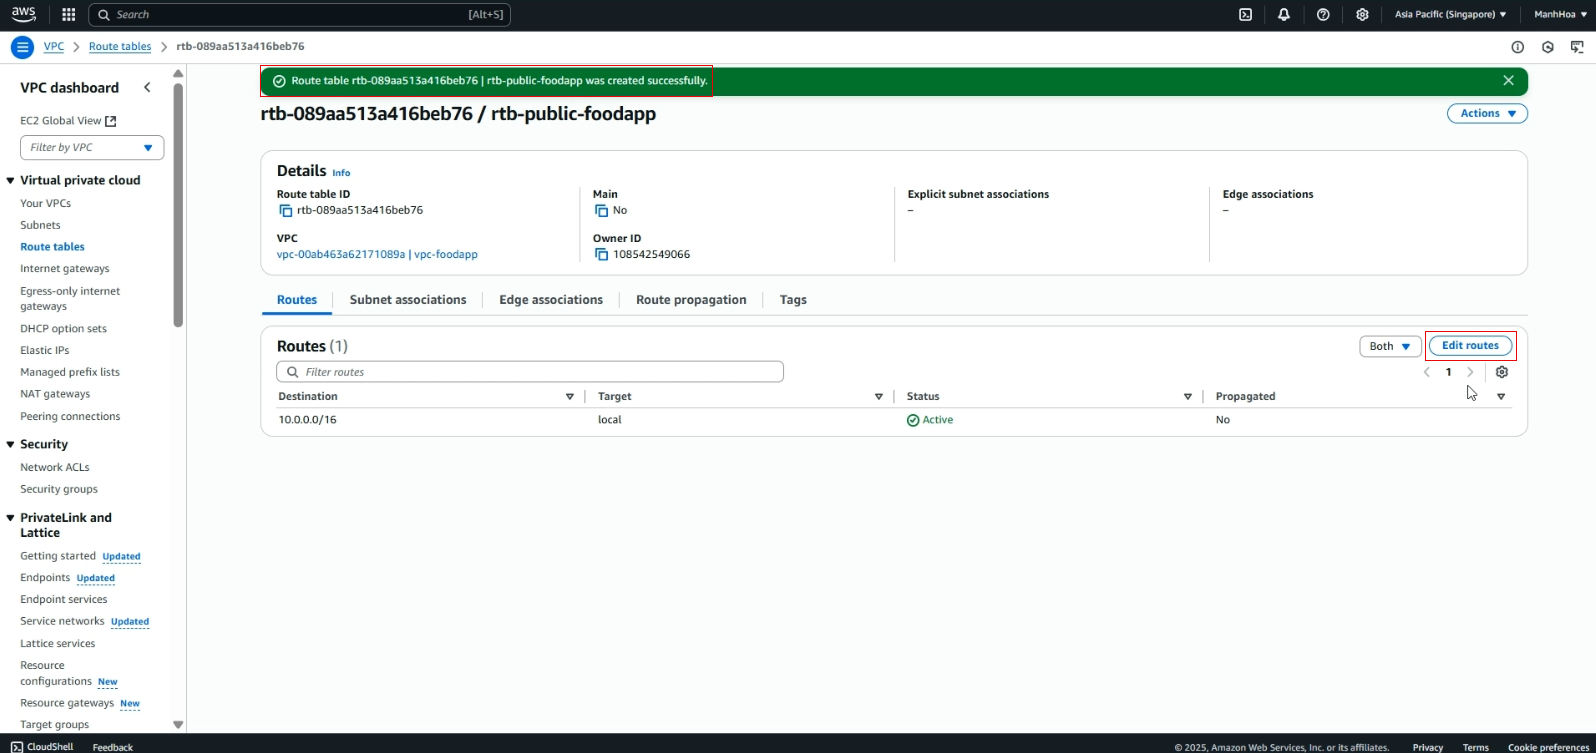 aws
Search [Alt+S]
Asia Pacific (Singapore)
ManhHoa
VPC
Route tables
rtb-089aa513a416beb76
VPC dashboard
EC2 Global View
Filter by VPC
Virtual private cloud
Your VPCs
Subnets
Route tables
Internet gateways
Egress-only internet
gateways
DHCP option sets
Elastic IPs
Managed prefix lists
NAT gateways
Peering connections
Security
Network ACLs
Security groups
PrivateLink and
Lattice
Getting started Updated
Endpoints Updated
Endpoint services
Service networks Updated
Lattice services
Resource
configurations New
Resource gateways New
Target groups
Route table rtb-089aa513a416beb76 | rtb-public-foodapp was created successfully.
rtb-089aa513a416beb76 / rtb-public-foodapp
Actions
Details Info
Route table ID
rtb-089aa513a416beb76
Main
No
Explicit subnet associations
–
Edge associations
–
VPC
vpc-00ab463a62171089a | vpc-foodapp
Owner ID
108542549066
Routes Subnet associations Edge associations Route propagation Tags
Routes (1)
Both
Edit routes
Filter routes
1
Destination Target Status Propagated
10.0.0.0/16 local Active No
CloudShell Feedback
© 2025, Amazon Web Services, Inc. or its affiliates. Privacy Terms Cookie preferences